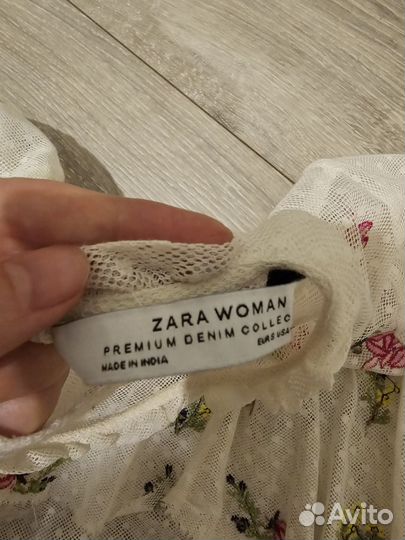 ZARA WOMAN
PREMIUM DENIM COLLEC
MADE IN INDIA EUR S USA
Avito